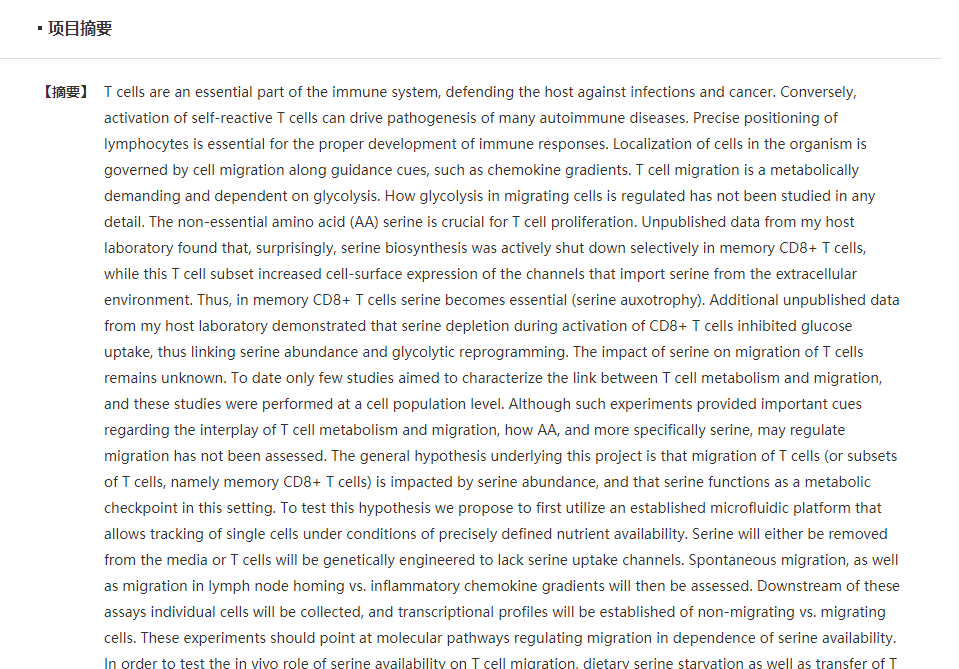 ▪ 项目摘要
【摘要】 T cells are an essential part of the immune system, defending the host against infections and cancer. Conversely,
activation of self-reactive T cells can drive pathogenesis of many autoimmune diseases. Precise positioning of
lymphocytes is essential for the proper development of immune responses. Localization of cells in the organism is
governed by cell migration along guidance cues, such as chemokine gradients. T cell migration is a metabolically
demanding and dependent on glycolysis. How glycolysis in migrating cells is regulated has not been studied in any
detail. The non-essential amino acid (AA) serine is crucial for T cell proliferation. Unpublished data from my host
laboratory found that, surprisingly, serine biosynthesis was actively shut down selectively in memory CD8+ T cells,
while this T cell subset increased cell-surface expression of the channels that import serine from the extracellular
environment. Thus, in memory CD8+ T cells serine becomes essential (serine auxotrophy). Additional unpublished data
from my host laboratory demonstrated that serine depletion during activation of CD8+ T cells inhibited glucose
uptake, thus linking serine abundance and glycolytic reprogramming. The impact of serine on migration of T cells
remains unknown. To date only few studies aimed to characterize the link between T cell metabolism and migration,
and these studies were performed at a cell population level. Although such experiments provided important cues
regarding the interplay of T cell metabolism and migration, how AA, and more specifically serine, may regulate
migration has not been assessed. The general hypothesis underlying this project is that migration of T cells (or subsets
of T cells, namely memory CD8+ T cells) is impacted by serine abundance, and that serine functions as a metabolic
checkpoint in this setting. To test this hypothesis we propose to first utilize an established microfluidic platform that
allows tracking of single cells under conditions of precisely defined nutrient availability. Serine will either be removed
from the media or T cells will be genetically engineered to lack serine uptake channels. Spontaneous migration, as well
as migration in lymph node homing vs. inflammatory chemokine gradients will then be assessed. Downstream of these
assays individual cells will be collected, and transcriptional profiles will be established of non-migrating vs. migrating
cells. These experiments should point at molecular pathways regulating migration in dependence of serine availability.
In order to test the in vivo role of serine availability on T cell migration, dietary serine starvation as well as transfer of T